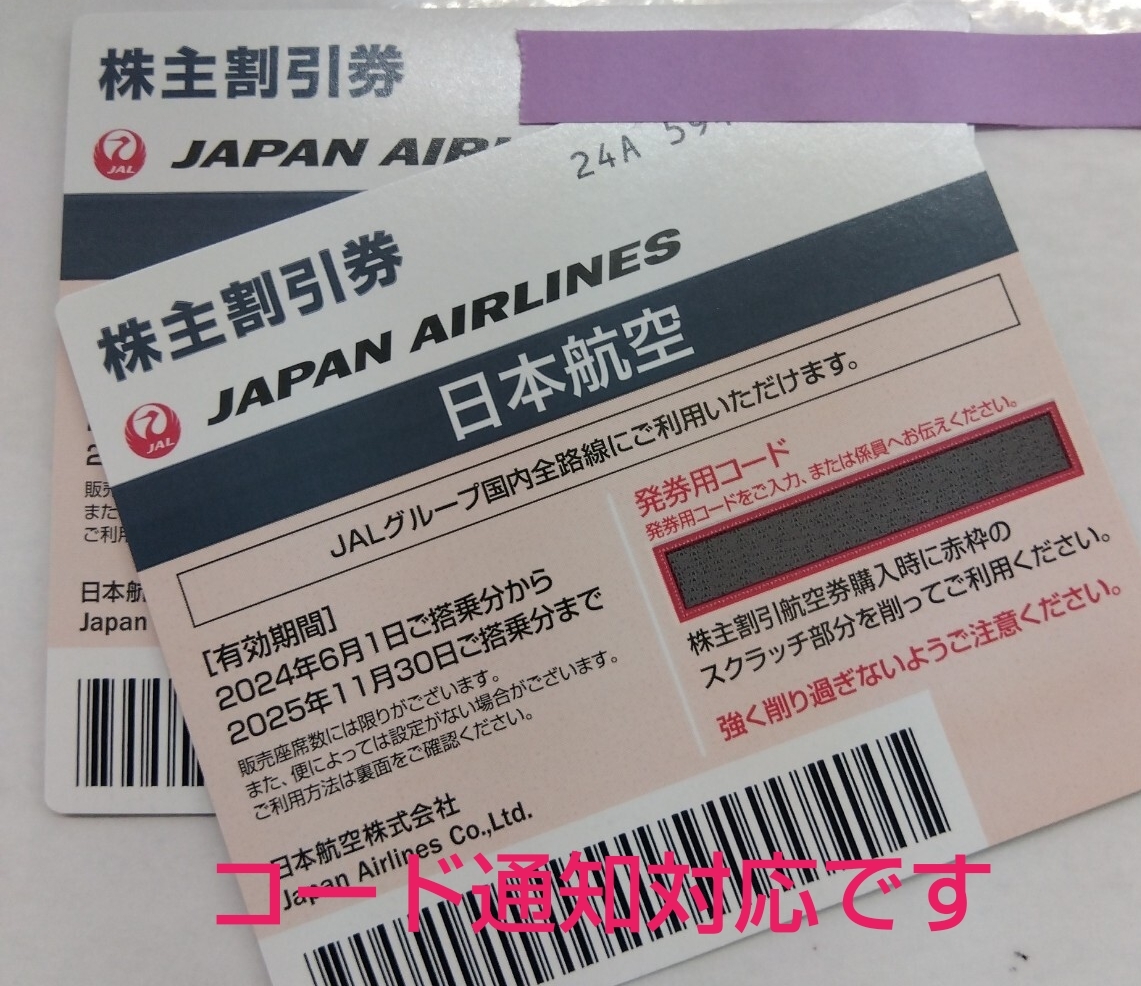 株主割引券
JAL
JAPAN
24A
株主割引券
JAL
JAPAN AIRLINES
日本航空
JALグループ国内全路線にご利用いただけます。
[有効期間]
2024年6月1日ご搭乗分から
2025年11月30日ご搭乗分まで
販売座席数には限りがございます。
また、便によっては設定がない場合がございます。
ご利用方法は裏面をご確認ください。
発券用コード
発券用コードをご入力、または係員へお伝えください。
株主割引航空券購入時に赤枠の
スクラッチ部分を削ってご利用ください。
強く削り過ぎないようご注意ください。
日本航空株式会社
Japan Airlines Co.,Ltd.
2
販売
また
ご利用
日本航
Japan
コード通知対応です